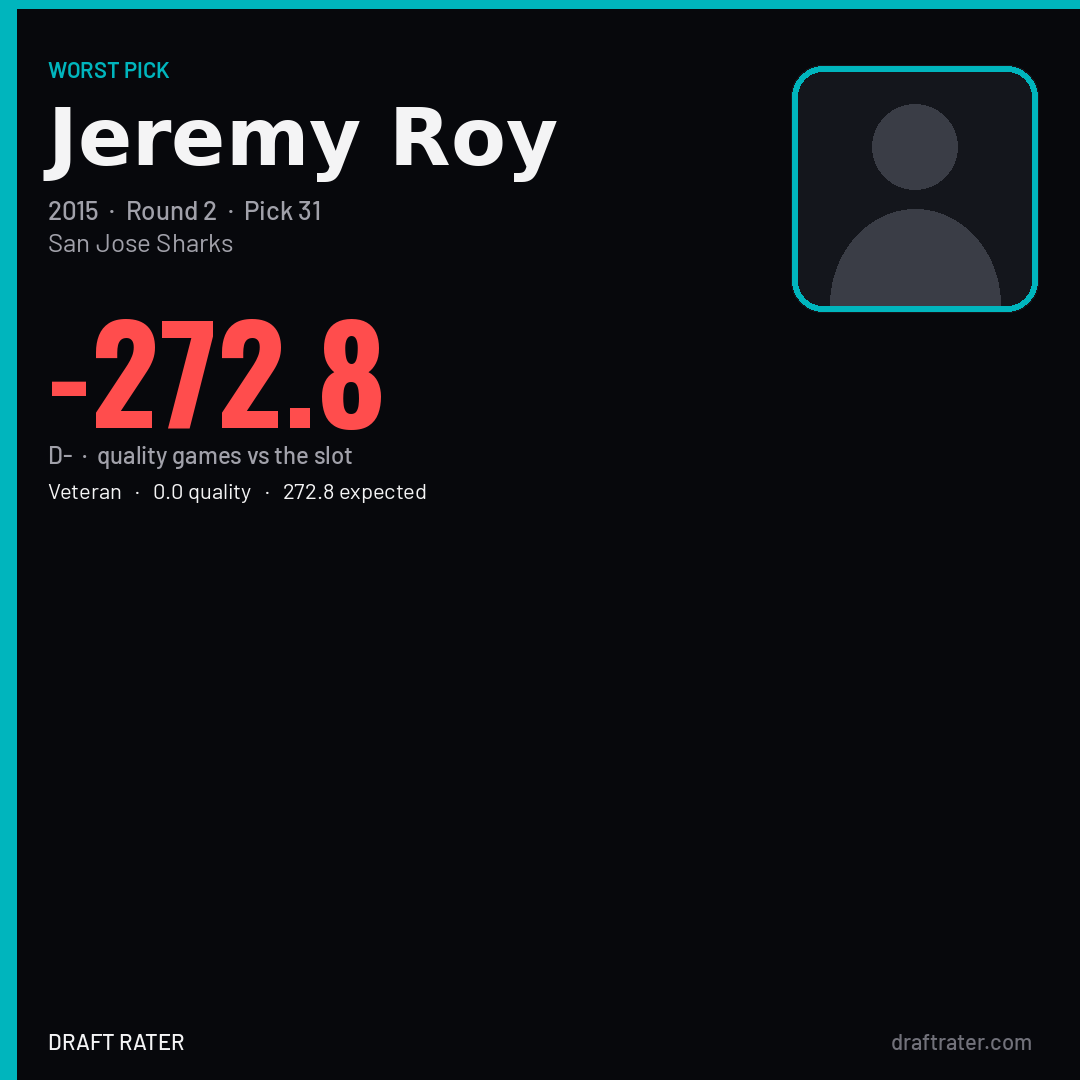 WORST PICK
Jeremy Roy
2015 · Round 2 · Pick 31
San Jose Sharks
-272.8
D- · quality games vs the slot
Veteran · 0.0 quality · 272.8 expected
DRAFT RATER
draftrater.com